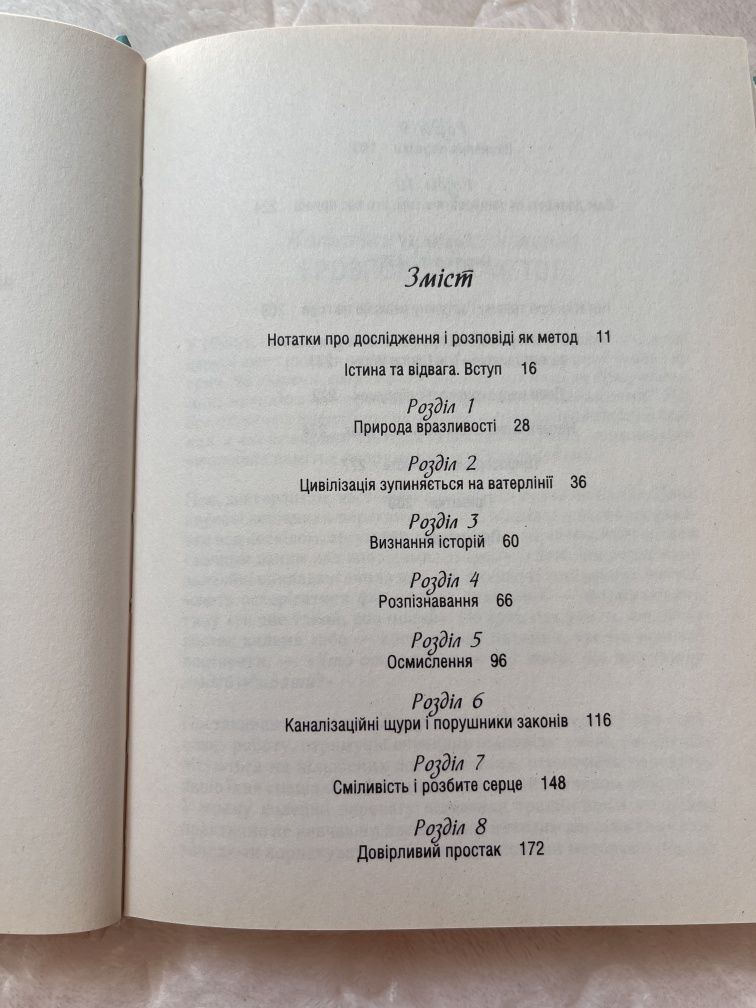 Зміст
Нотатки про дослідження і розповіді як метод 11
Істина та відвага. Вступ 16
Розділ 1
Природа вразливості 28
Розділ 2
Цивілізація зупиняється на ватерлінії 36
Розділ 3
Визнання історій 60
Розділ 4
Розпізнавання 66
Розділ 5
Осмислення 96
Розділ 6
Каналізаційні щури і порушники законів 116
Розділ 7
Сміливість і розбите серце 148
Розділ 8
Довірливий простак 172